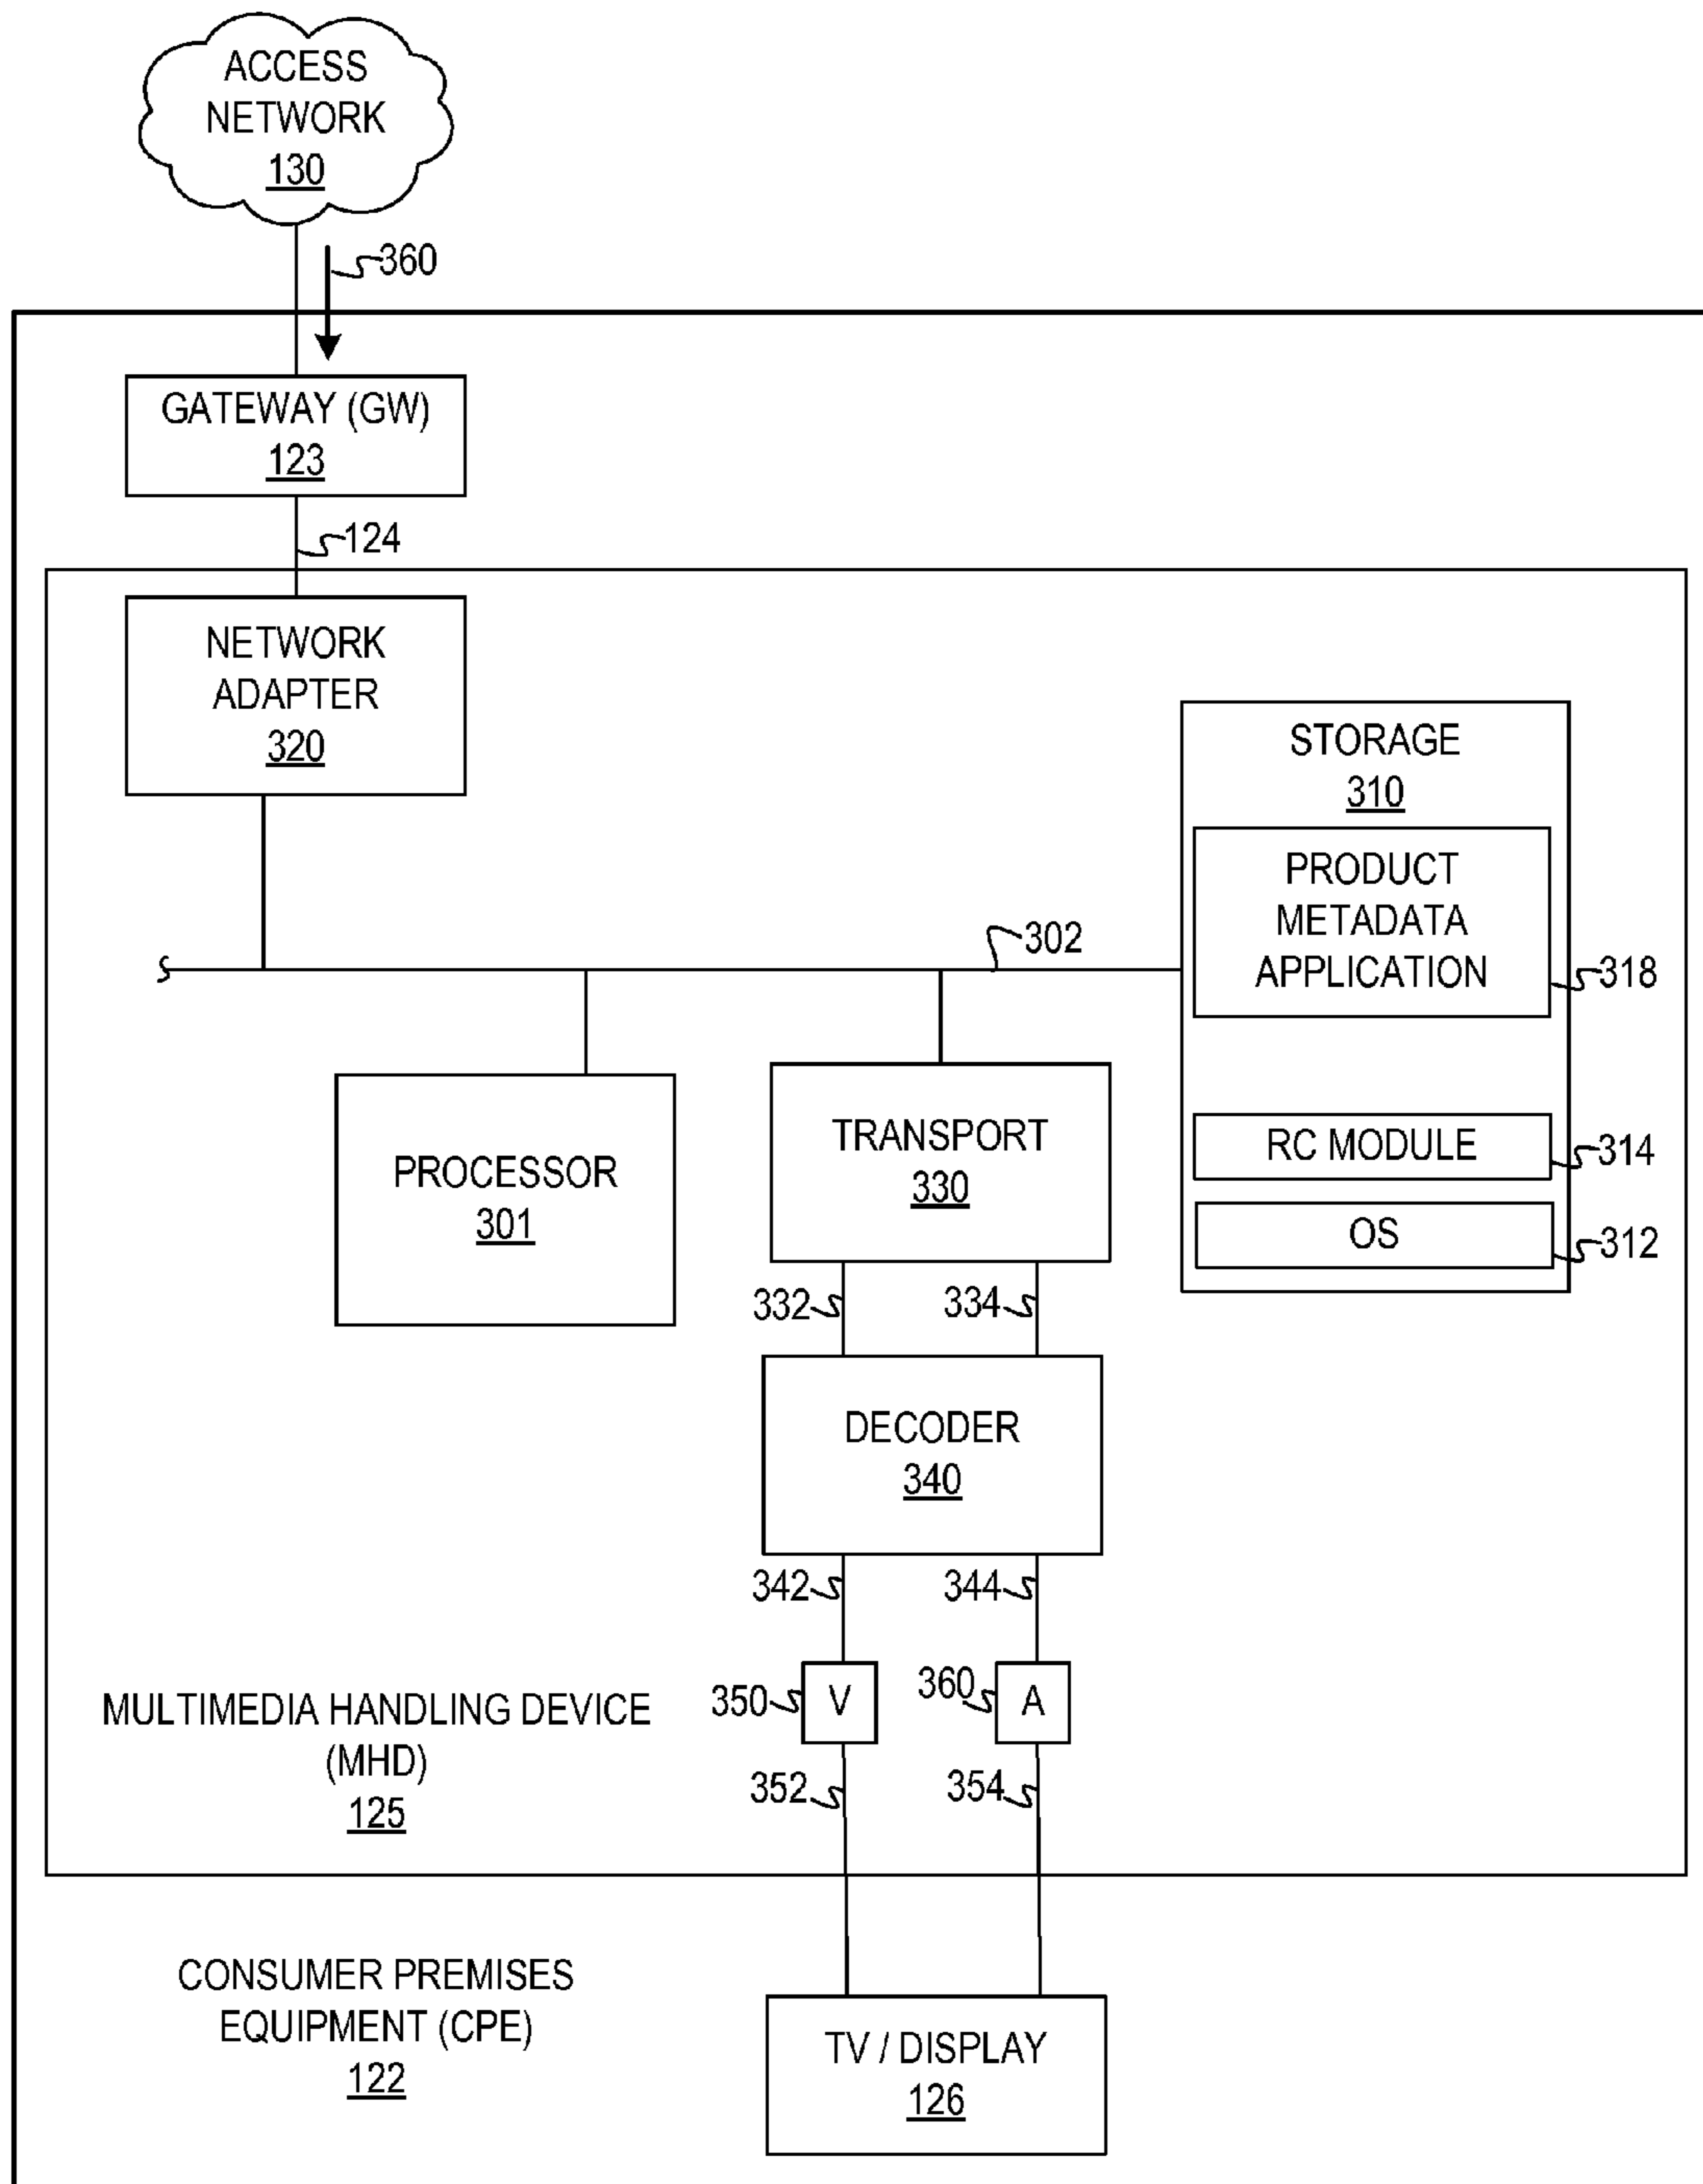 ACCESS
NETWORK
130
360
GATEWAY (GW)
123
124
NETWORK
ADAPTER
320
STORAGE
310
PRODUCT
METADATA
APPLICATION
318
302
PROCESSOR
301
TRANSPORT
330
RC MODULE
314
OS
312
332
334
DECODER
340
342
344
350
V
360
A
MULTIMEDIA HANDLING DEVICE
(MHD)
125
352
354
CONSUMER PREMISES
EQUIPMENT (CPE)
122
TV / DISPLAY
126